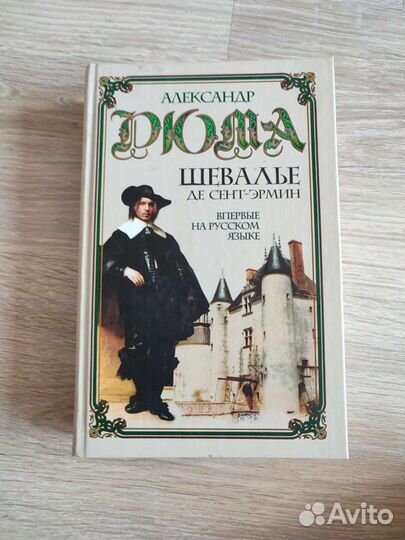 АЛЕКСАНДР
ДЮМА
ШЕВАЛЬЕ
ДЕ СЕНТ-ЭРМИН
ВПЕРВЫЕ
НА РУССКОМ
ЯЗЫКЕ
Avito